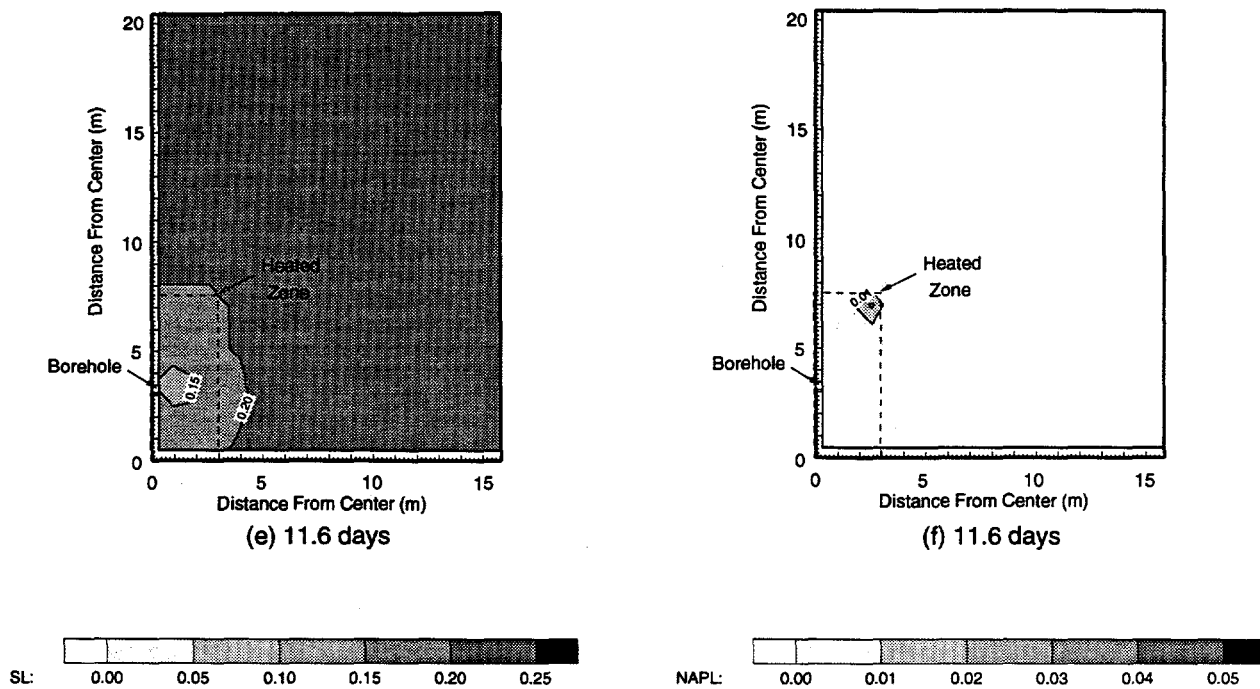 20
15
10
5
0
Distance From Center (m)
Heated
Zone
Borehole
0.15
0.20
0 5 10 15
Distance From Center (m)
(e) 11.6 days
20
15
10
5
0
Distance From Center (m)
Heated
Zone
0.01
Borehole
0 5 10 15
Distance From Center (m)
(f) 11.6 days
SL: 0.00 0.05 0.10 0.15 0.20 0.25
NAPL: 0.00 0.01 0.02 0.03 0.04 0.05